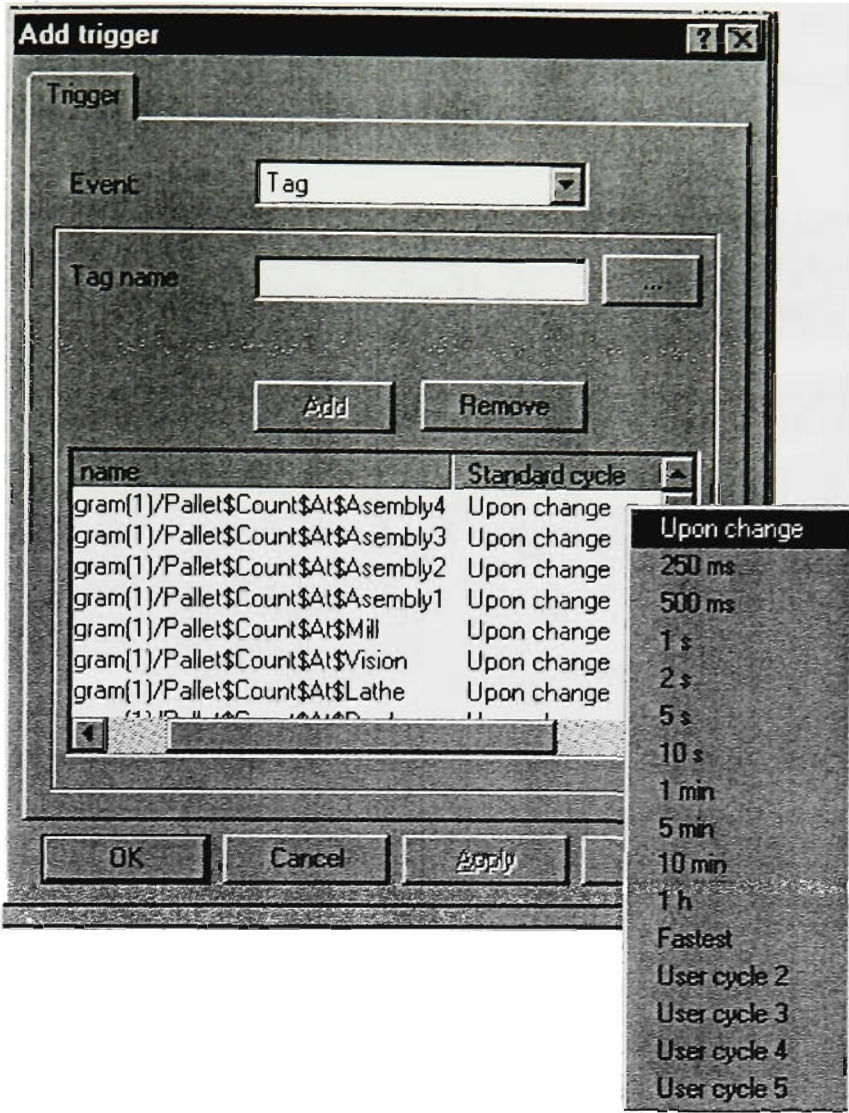 Add trigger
Trigger
Event:
Tag
Tag name
...
Add
Remove
name Standard cycle
gram(1)/Pallet$Count$At$Asembly4 Upon change
gram(1)/Pallet$Count$At$Asembly3 Upon change
gram(1)/Pallet$Count$At$Asembly2 Upon change
gram(1)/Pallet$Count$At$Asembly1 Upon change
gram(1)/Pallet$Count$At$Mill Upon change
gram(1)/Pallet$Count$At$Vision Upon change
gram(1)/Pallet$Count$At$Lathe Upon change
OK
Cancel
Apply
Upon change
250 ms
500 ms
1 s
2 s
5 s
10 s
1 min
5 min
10 min
1 h
Fastest
User cycle 2
User cycle 3
User cycle 4
User cycle 5